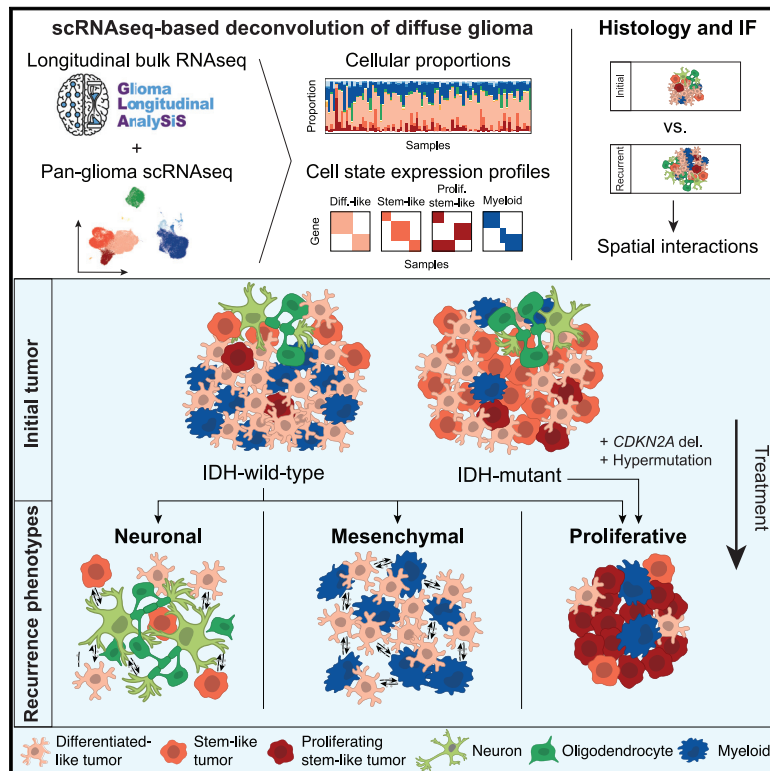 scRNAseq-based deconvolution of diffuse glioma
Longitudinal bulk RNAseq
Glioma
Longitudinal
AnalySiS
+
Pan-glioma scRNAseq
Cellular proportions
Proportion
Samples
Cell state expression profiles
Diff.-like
Stem-like
Prolif.
stem-like
Myeloid
Gene
Samples
Histology and IF
Initial
vs.
Recurrent
Spatial interactions
Initial tumor
IDH-wild-type
IDH-mutant
+ CDKN2A del.
+ Hypermutation
Treatment
Recurrence phenotypes
Neuronal
Mesenchymal
Proliferative
Differentiated-
like tumor
Stem-like
tumor
Proliferating
stem-like tumor
Neuron
Oligodendrocyte
Myeloid